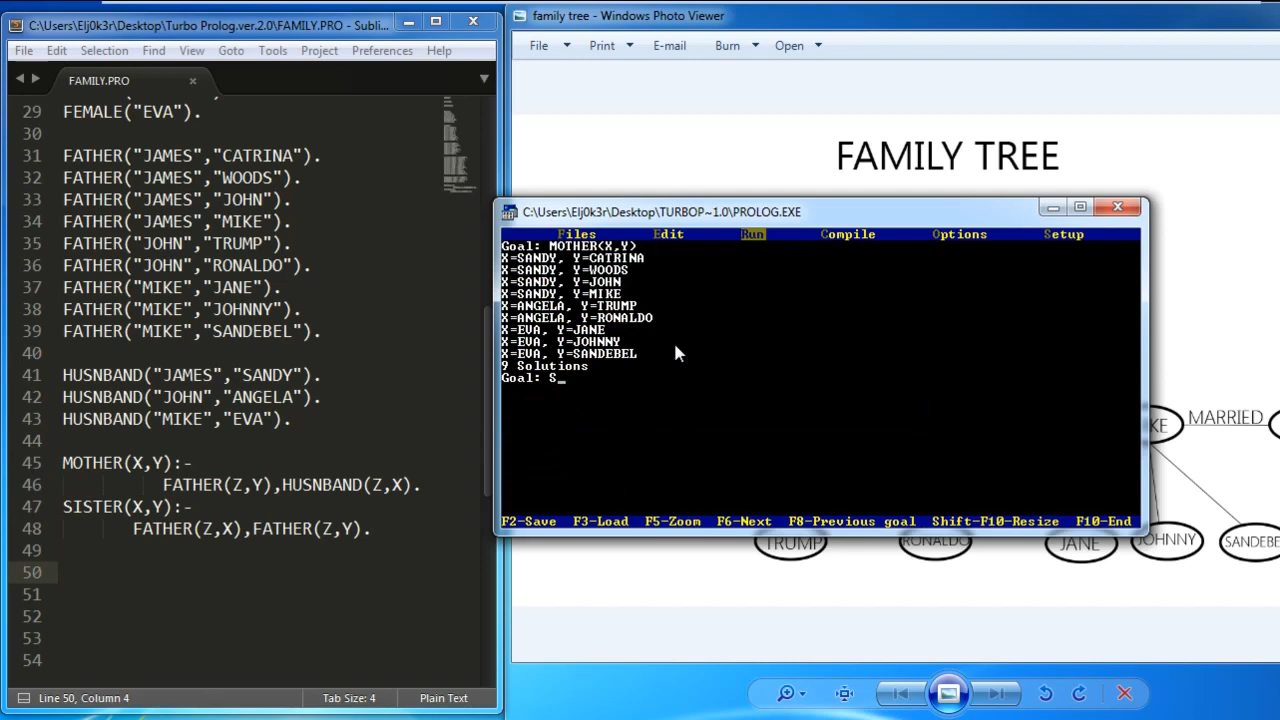 C:\Users\Elj0k3r\Desktop\Turbo Prolog.ver.2.0\FAMILY.PRO - Subli...
File Edit Selection Find View Goto Tools Project Preferences Help
FAMILY.PRO
29 FEMALE("EVA").
30
31 FATHER("JAMES","CATRINA").
32 FATHER("JAMES","WOODS").
33 FATHER("JAMES","JOHN").
34 FATHER("JAMES","MIKE").
35 FATHER("JOHN","TRUMP").
36 FATHER("JOHN","RONALDO").
37 FATHER("MIKE","JANE").
38 FATHER("MIKE","JOHNNY").
39 FATHER("MIKE","SANDEBEL").
40
41 HUSNBAND("JAMES","SANDY").
42 HUSNBAND("JOHN","ANGELA").
43 HUSNBAND("MIKE","EVA").
44
45 MOTHER(X,Y):-
46 FATHER(Z,Y),HUSNBAND(Z,X).
47 SISTER(X,Y):-
48 FATHER(Z,X),FATHER(Z,Y).
49
50
51
52
53
54
Line 50, Column 4 Tab Size: 4 Plain Text
family tree - Windows Photo Viewer
File Print E-mail Burn Open
FAMILY TREE
C:\Users\Elj0k3r\Desktop\TURBOP~1.0\PROLOG.EXE
Files Edit Run Compile Options Setup
Goal: MOTHER(X,Y)
X=SANDY, Y=CATRINA
X=SANDY, Y=WOODS
X=SANDY, Y=JOHN
X=SANDY, Y=MIKE
X=ANGELA, Y=TRUMP
X=ANGELA, Y=RONALDO
X=EVA, Y=JANE
X=EVA, Y=JOHNNY
X=EVA, Y=SANDEBEL
9 Solutions
Goal: S_
F2-Save F3-Load F5-Zoom F6-Next F8-Previous goal Shift-F10-Resize F10-End
KE MARRIED
TRUMP RONALDO JANE JOHNNY SANDEBE